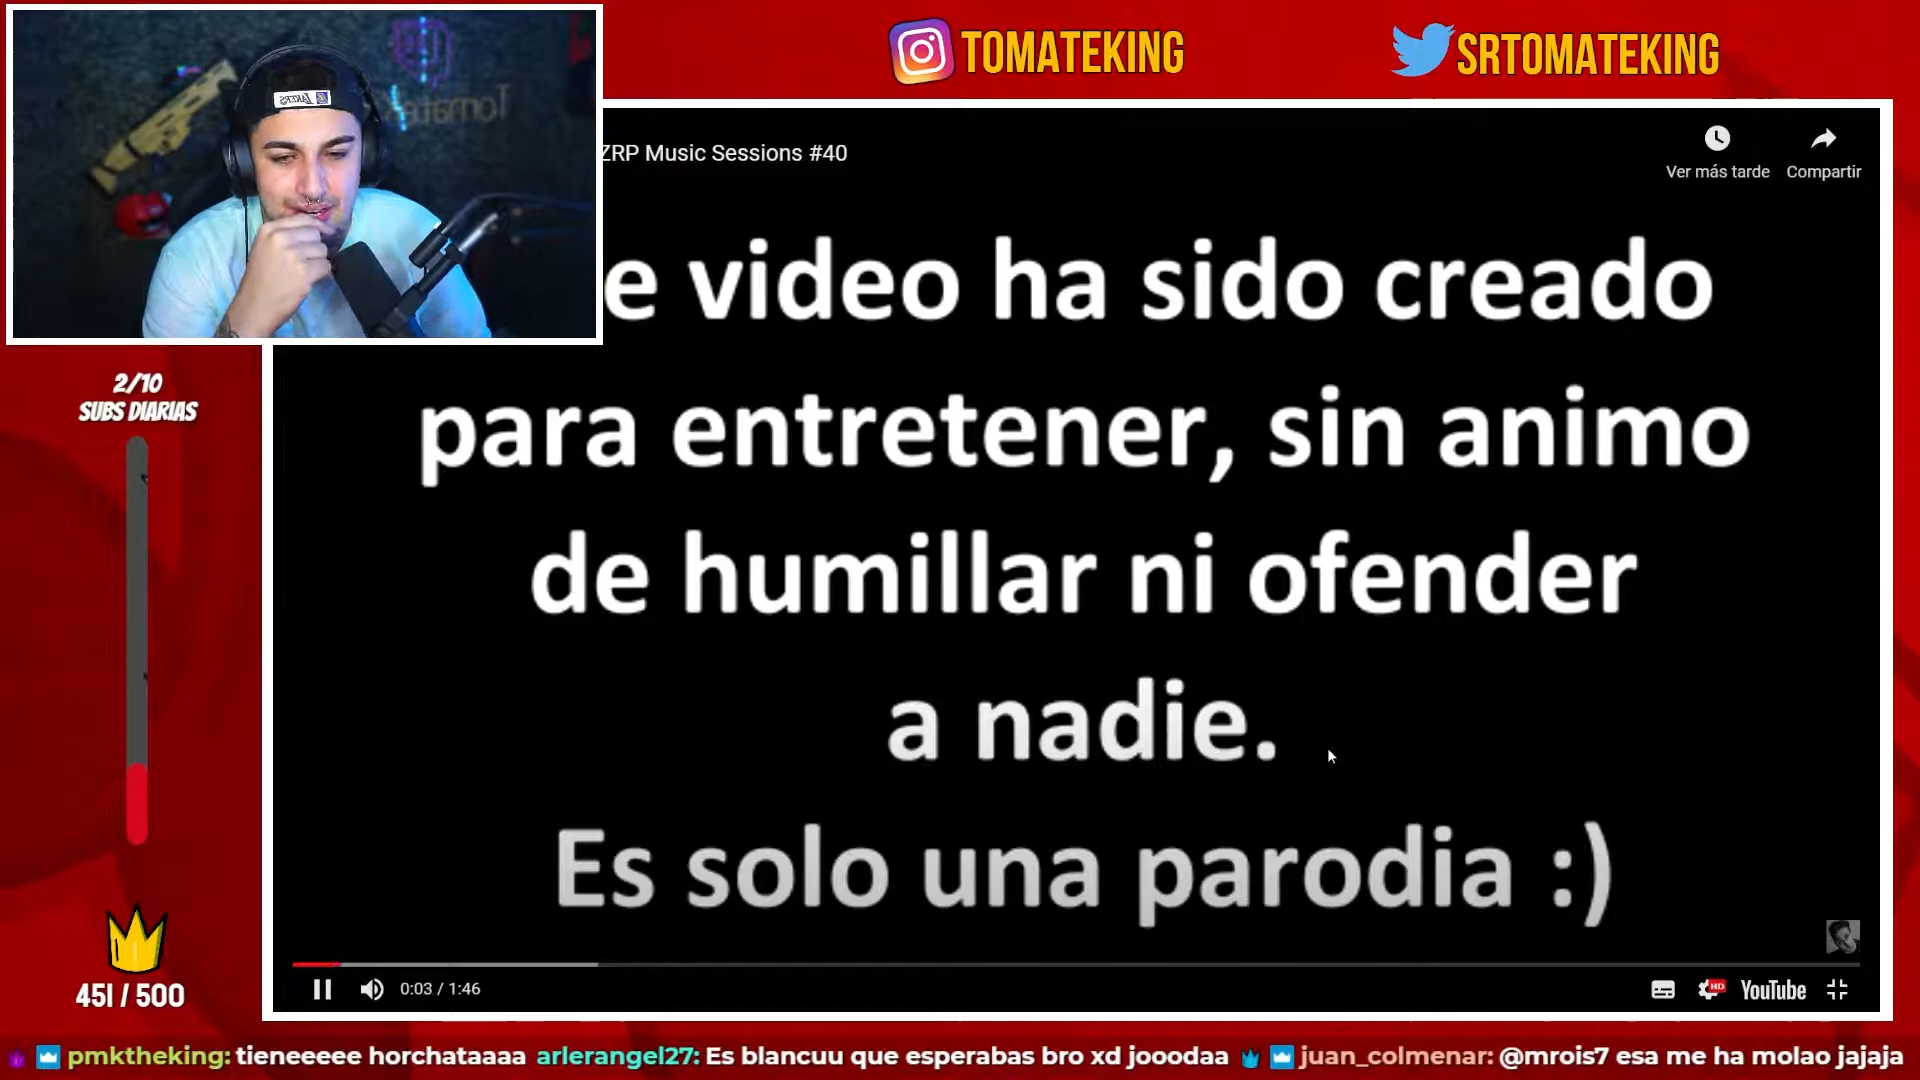 TOMATEKING
SRTOMATEKING
ZRP Music Sessions #40
Ver más tarde
Compartir
e video ha sido creado
para entretener, sin animo
de humillar ni ofender
a nadie.
Es solo una parodia :)
2/10
SUBS DIARIAS
451 / 500
0:03 / 1:46
HD
YouTube
pmktheking: tieneeeee horchataaaa arlerangel27: Es blancuu que esperabas bro xd jooodaa juan_colmenar: @mrois7 esa me ha molao jajaja